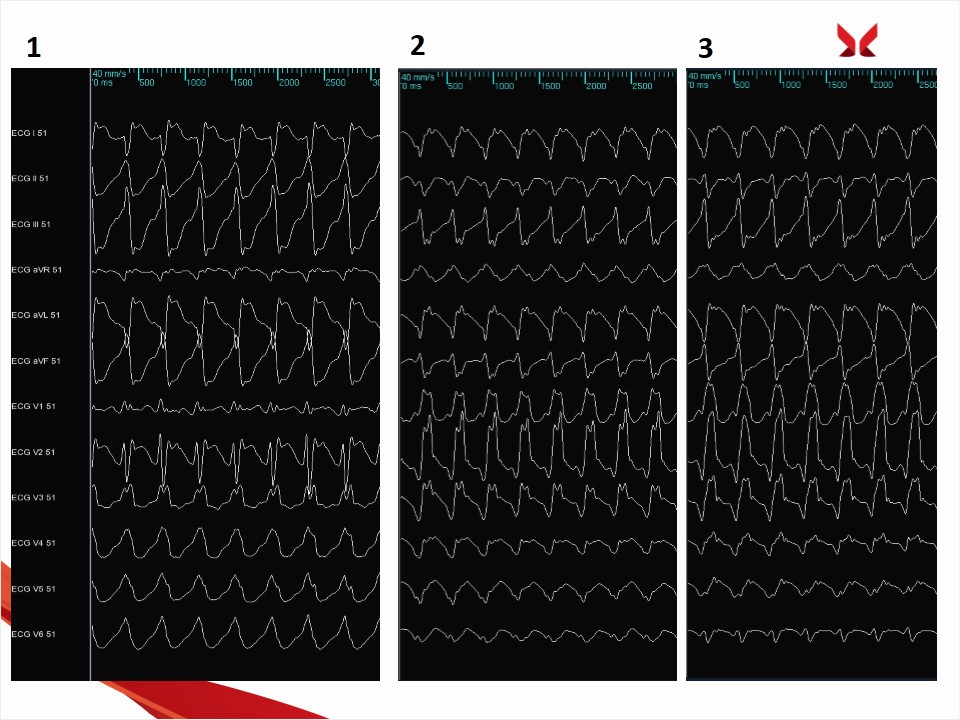 1
2
3
40 mm/s
0 ms 500 1000 1500 2000 2500 30
40 mm/s
0 ms 500 1000 1500 2000 2500
40 mm/s
0 ms 500 1000 1500 2000 2500
ECG I 51
ECG II 51
ECG III 51
ECG aVR 51
ECG aVL 51
ECG aVF 51
ECG V1 51
ECG V2 51
ECG V3 51
ECG V4 51
ECG V5 51
ECG V6 51